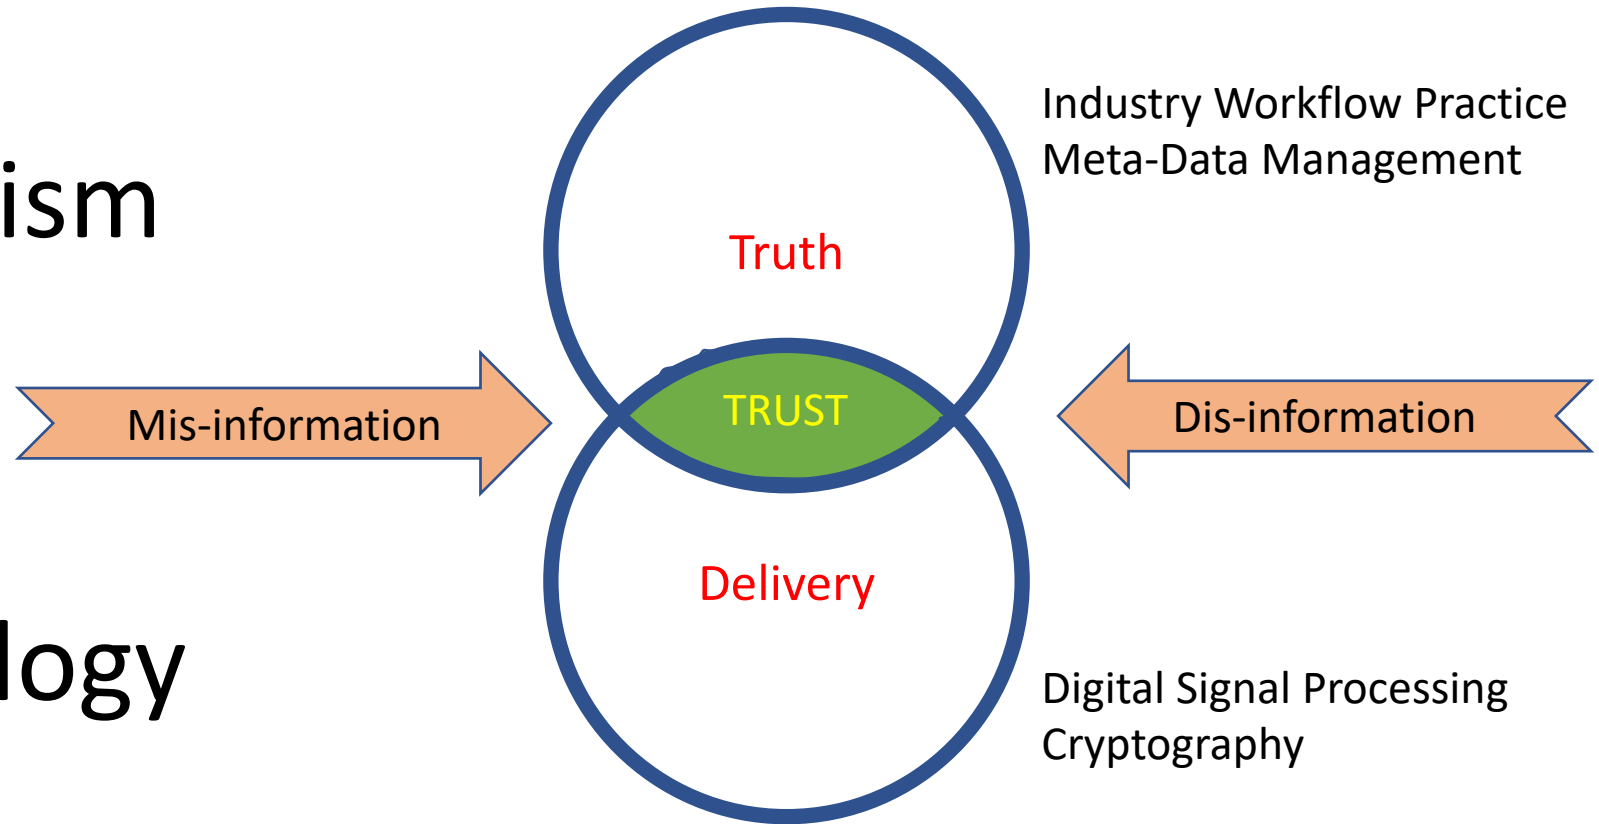 Industry Workflow Practice
Meta-Data Management
ism
Truth
Mis-information
TRUST
Dis-information
Delivery
logy
Digital Signal Processing
Cryptography